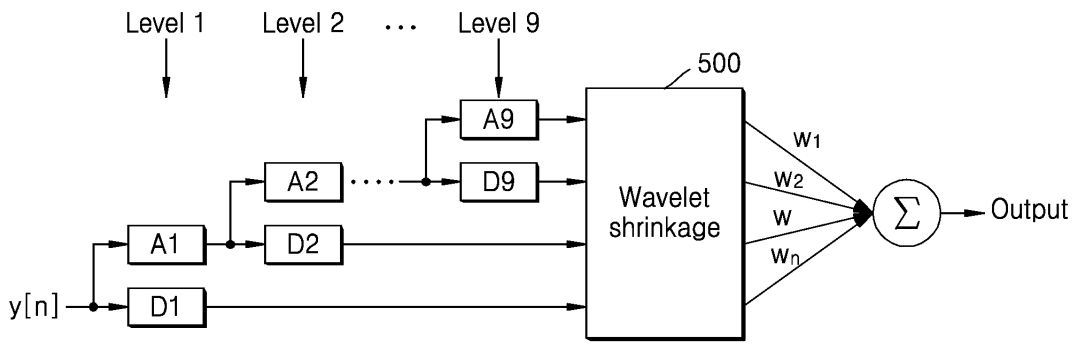 Level 1 Level 2 ... Level 9
500
A9
w1
A2 ..... D9
w2
Wavelet
shrinkage
Σ Output
A1 D2
w
wn
y[n] D1